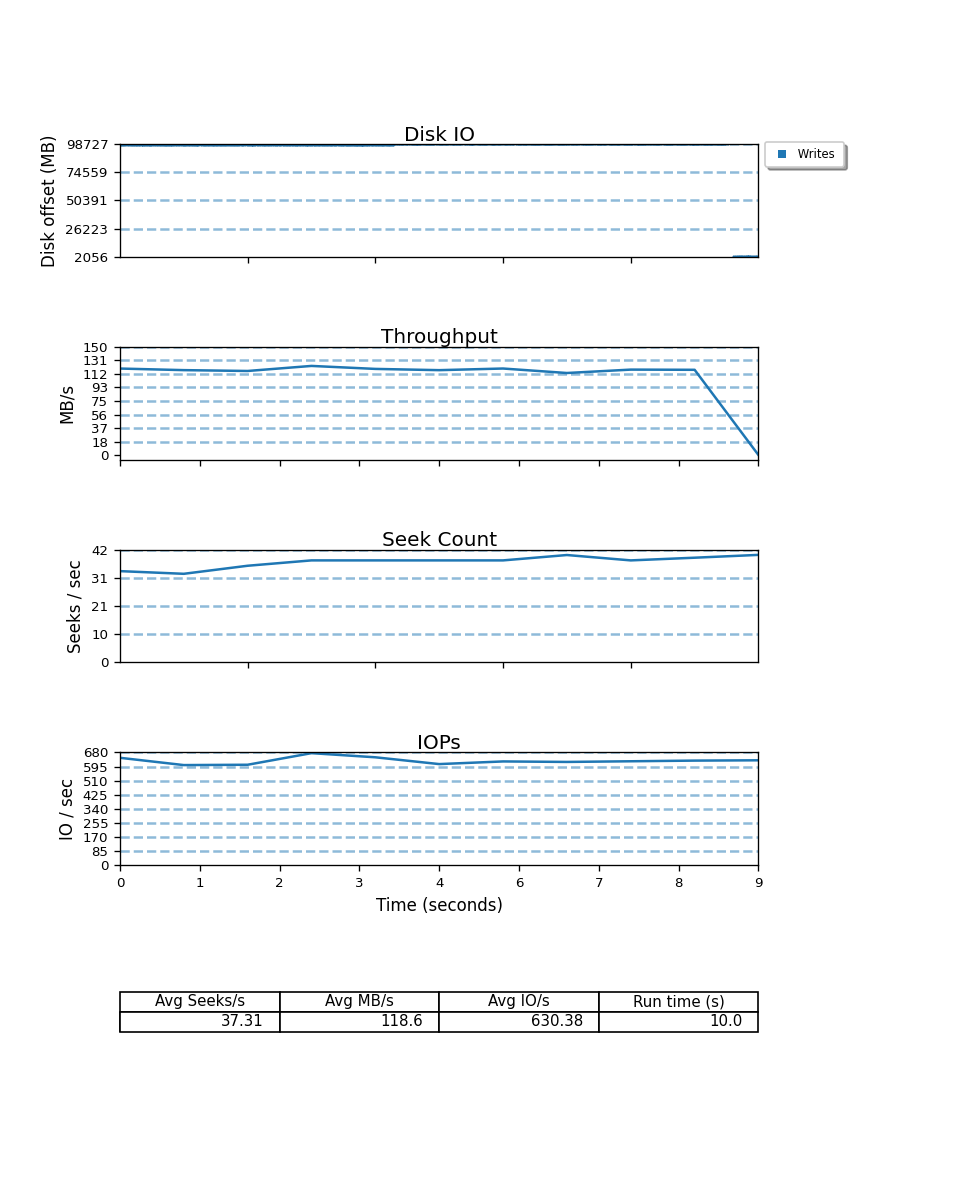 Disk IO
Disk offset (MB)
98727
74559
50391
26223
2056
Writes
Throughput
MB/s
150
131
112
93
75
56
37
18
0
Seek Count
Seeks / sec
42
31
21
10
0
IOPs
IO / sec
680
595
510
425
340
255
170
85
0
0 1 2 3 4 6 7 8 9
Time (seconds)
Avg Seeks/s Avg MB/s Avg IO/s Run time (s)
37.31 118.6 630.38 10.0